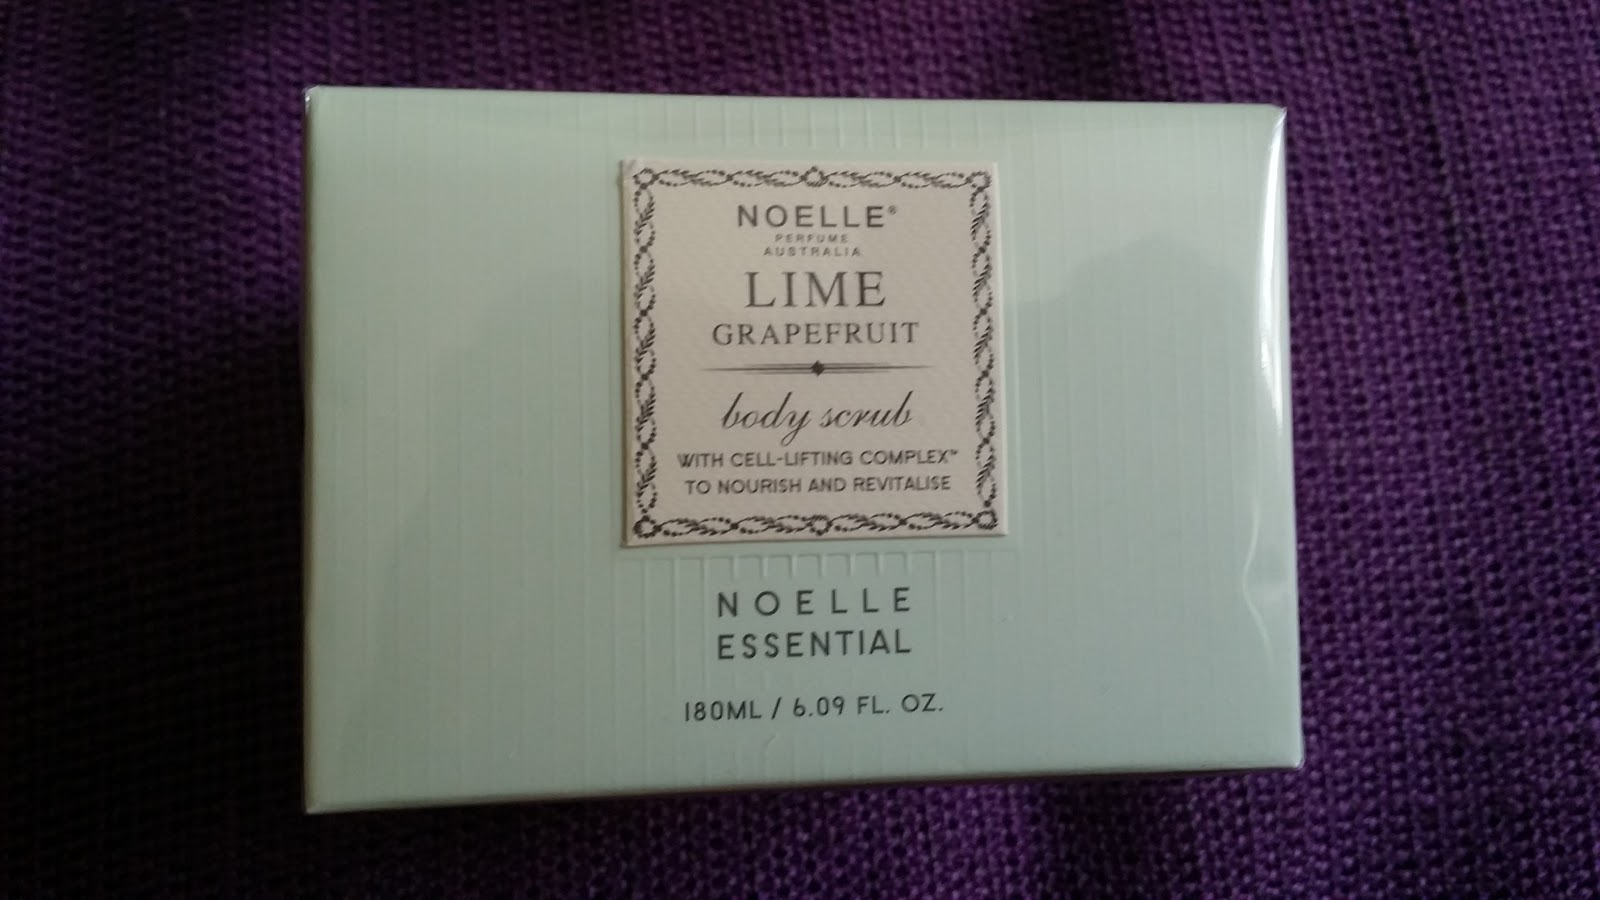 NOELLE®
PERFUME
AUSTRALIA
LIME
GRAPEFRUIT
body scrub
WITH CELL-LIFTING COMPLEX™
TO NOURISH AND REVITALISE
NOELLE
ESSENTIAL
180ML / 6.09 FL. OZ.